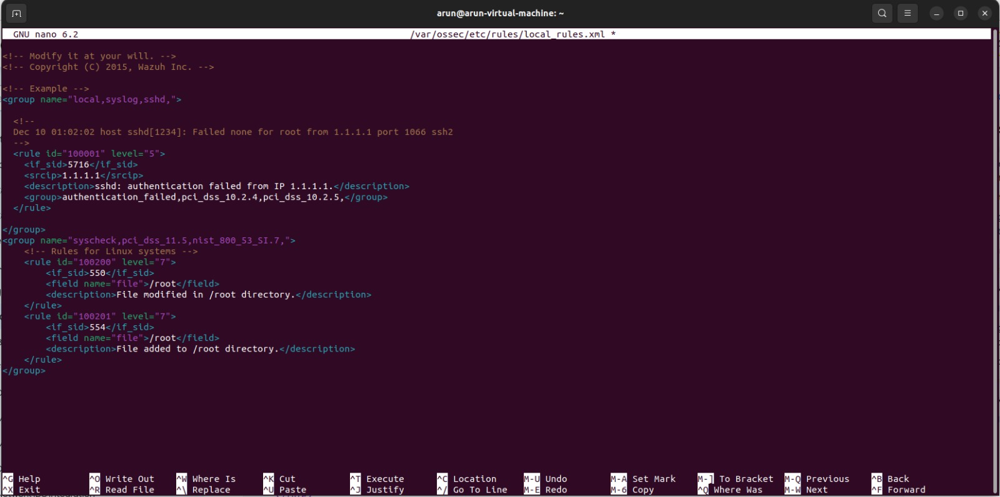 arun@arun-virtual-machine: ~
GNU nano 6.2 /var/ossec/etc/rules/local_rules.xml *
<!-- Modify it at your will. -->
<!-- Copyright (C) 2015, Wazuh Inc. -->
<!-- Example -->
<group name="local,syslog,sshd,">
<!--
Dec 10 01:02:02 host sshd[1234]: Failed none for root from 1.1.1.1 port 1066 ssh2
-->
<rule id="100001" level="5">
<if_sid>5716</if_sid>
<srcip>1.1.1.1</srcip>
<description>sshd: authentication failed from IP 1.1.1.1.</description>
<group>authentication_failed,pci_dss_10.2.4,pci_dss_10.2.5,</group>
</rule>
</group>
<group name="syscheck,pci_dss_11.5,nist_800_53_SI.7,">
<!-- Rules for Linux systems -->
<rule id="100200" level="7">
<if_sid>550</if_sid>
<field name="file">/root</field>
<description>File modified in /root directory.</description>
</rule>
<rule id="100201" level="7">
<if_sid>554</if_sid>
<field name="file">/root</field>
<description>File added to /root directory.</description>
</rule>
</group>
^G Help ^O Write Out ^W Where Is ^K Cut ^T Execute ^C Location M-U Undo M-A Set Mark M-] To Bracket M-Q Previous ^B Back
^X Exit ^R Read File ^\ Replace ^U Paste ^J Justify ^/ Go To Line M-E Redo M-6 Copy ^Q Where Was M-W Next ^F Forward